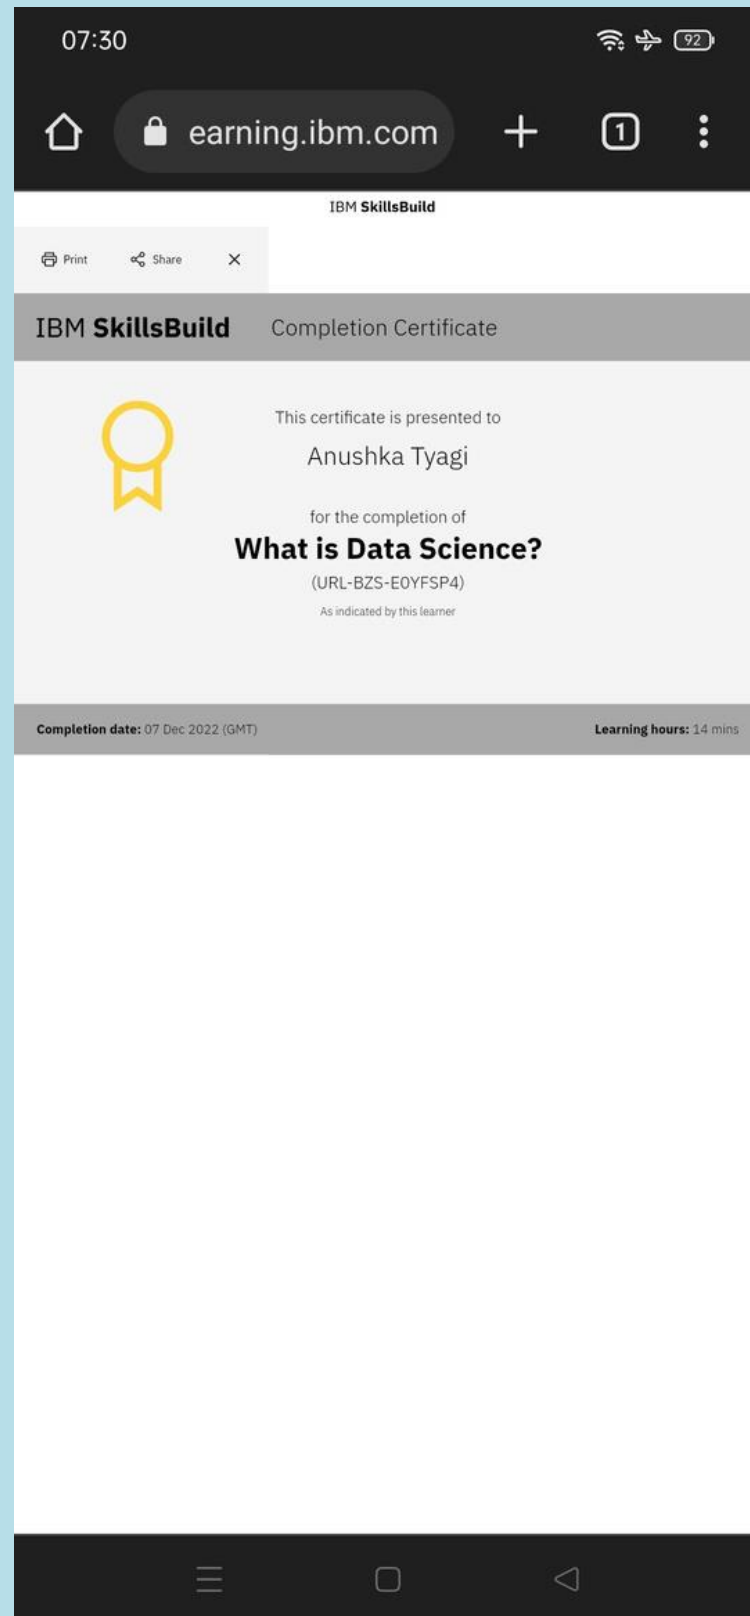 07:30
92
earning.ibm.com
1
IBM SkillsBuild
Print Share
IBM SkillsBuild Completion Certificate
This certificate is presented to
Anushka Tyagi
for the completion of
What is Data Science?
(URL-BZS-E0YFSP4)
As indicated by this learner
Completion date: 07 Dec 2022 (GMT) Learning hours: 14 mins